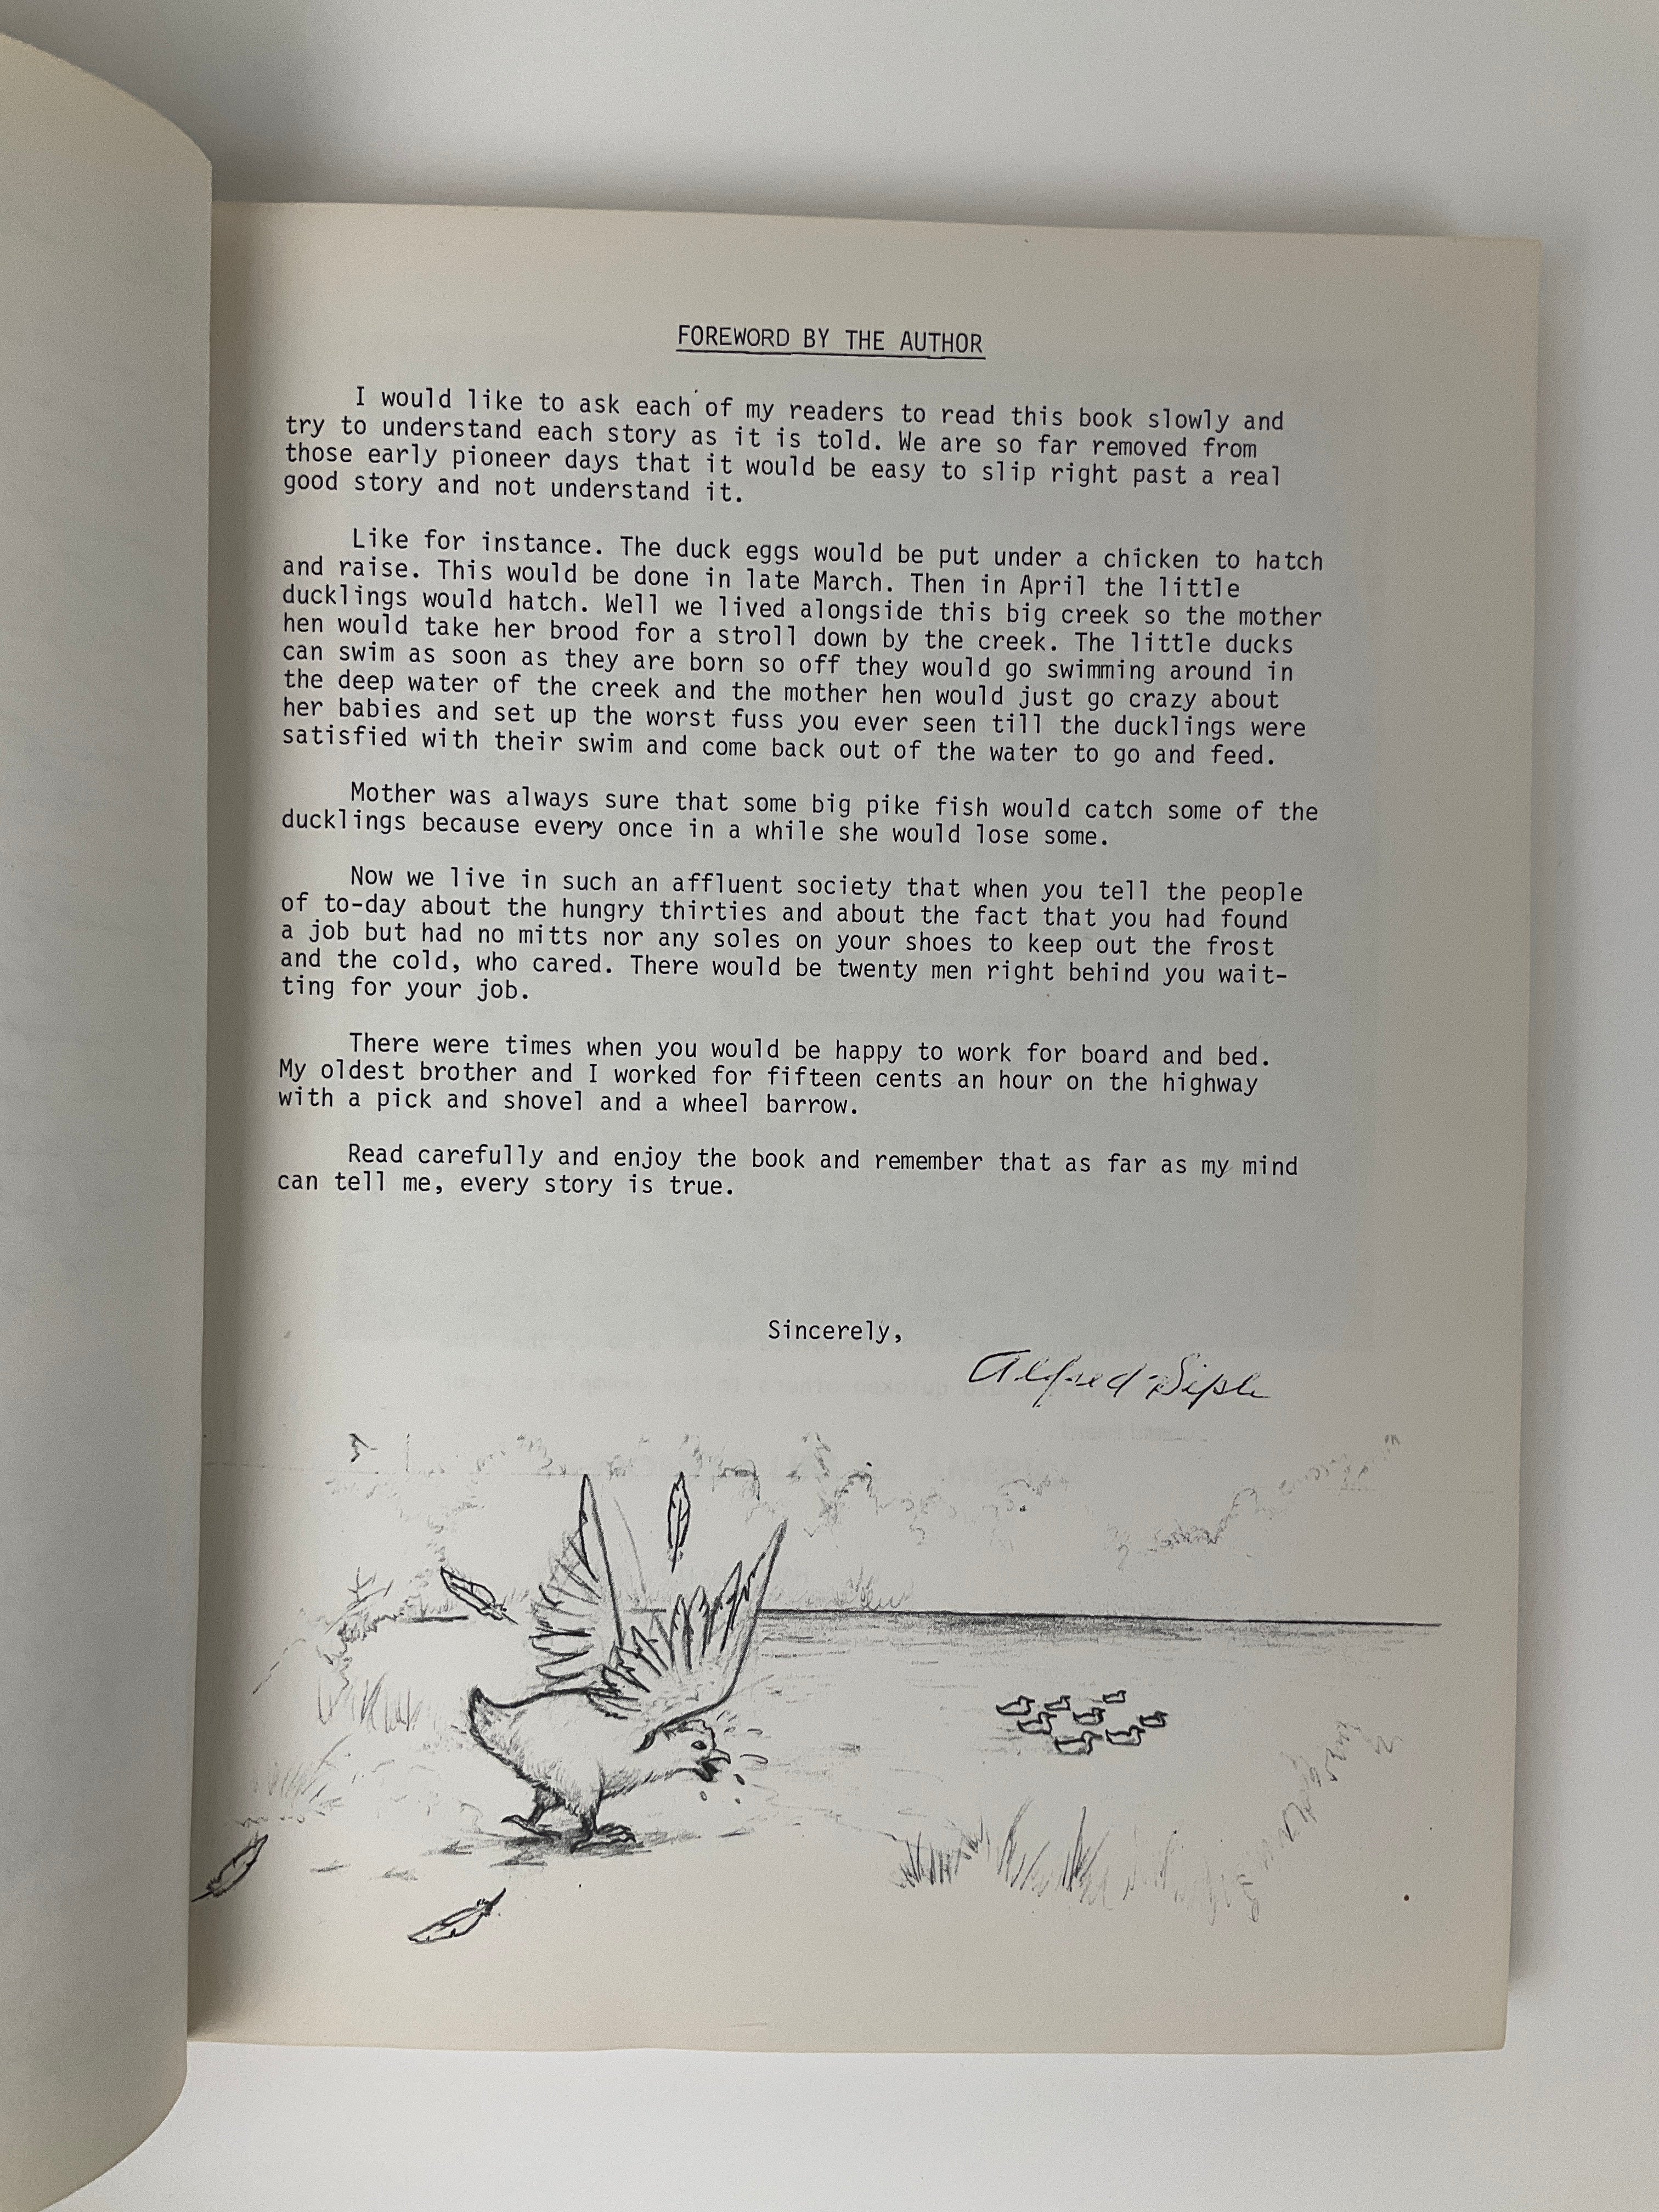 FOREWORD BY THE AUTHOR
I would like to ask each of my readers to read this book slowly and
try to understand each story as it is told. We are so far removed from
those early pioneer days that it would be easy to slip right past a real
good story and not understand it.
Like for instance. The duck eggs would be put under a chicken to hatch
and raise. This would be done in late March. Then in April the little
ducklings would hatch. Well we lived alongside this big creek so the mother
hen would take her brood for a stroll down by the creek. The little ducks
can swim as soon as they are born so off they would go swimming around in
the deep water of the creek and the mother hen would just go crazy about
her babies and set up the worst fuss you ever seen till the ducklings were
satisfied with their swim and come back out of the water to go and feed.
Mother was always sure that some big pike fish would catch some of the
ducklings because every once in a while she would lose some.
Now we live in such an affluent society that when you tell the people
of to-day about the hungry thirties and about the fact that you had found
a job but had no mitts nor any soles on your shoes to keep out the frost
and the cold, who cared. There would be twenty men right behind you wait-
ting for your job.
There were times when you would be happy to work for board and bed.
My oldest brother and I worked for fifteen cents an hour on the highway
with a pick and shovel and a wheel barrow.
Read carefully and enjoy the book and remember that as far as my mind
can tell me, every story is true.
Sincerely,
Alfred Siple